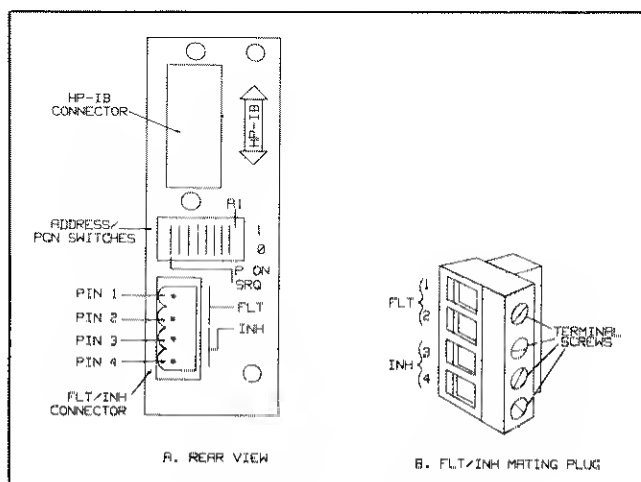 HP-IB
CONNECTOR
HP-IB
A1
ADDRESS/
PON SWITCHES
1
0
P ON
SRQ
PIN 1
PIN 2
PIN 3
PIN 4
FLT
INH
FLT/INH
CONNECTOR
A. REAR VIEW
FLT
1
2
INH
3
4
TERMINAL
SCREWS
B. FLT/INH MATING PLUG